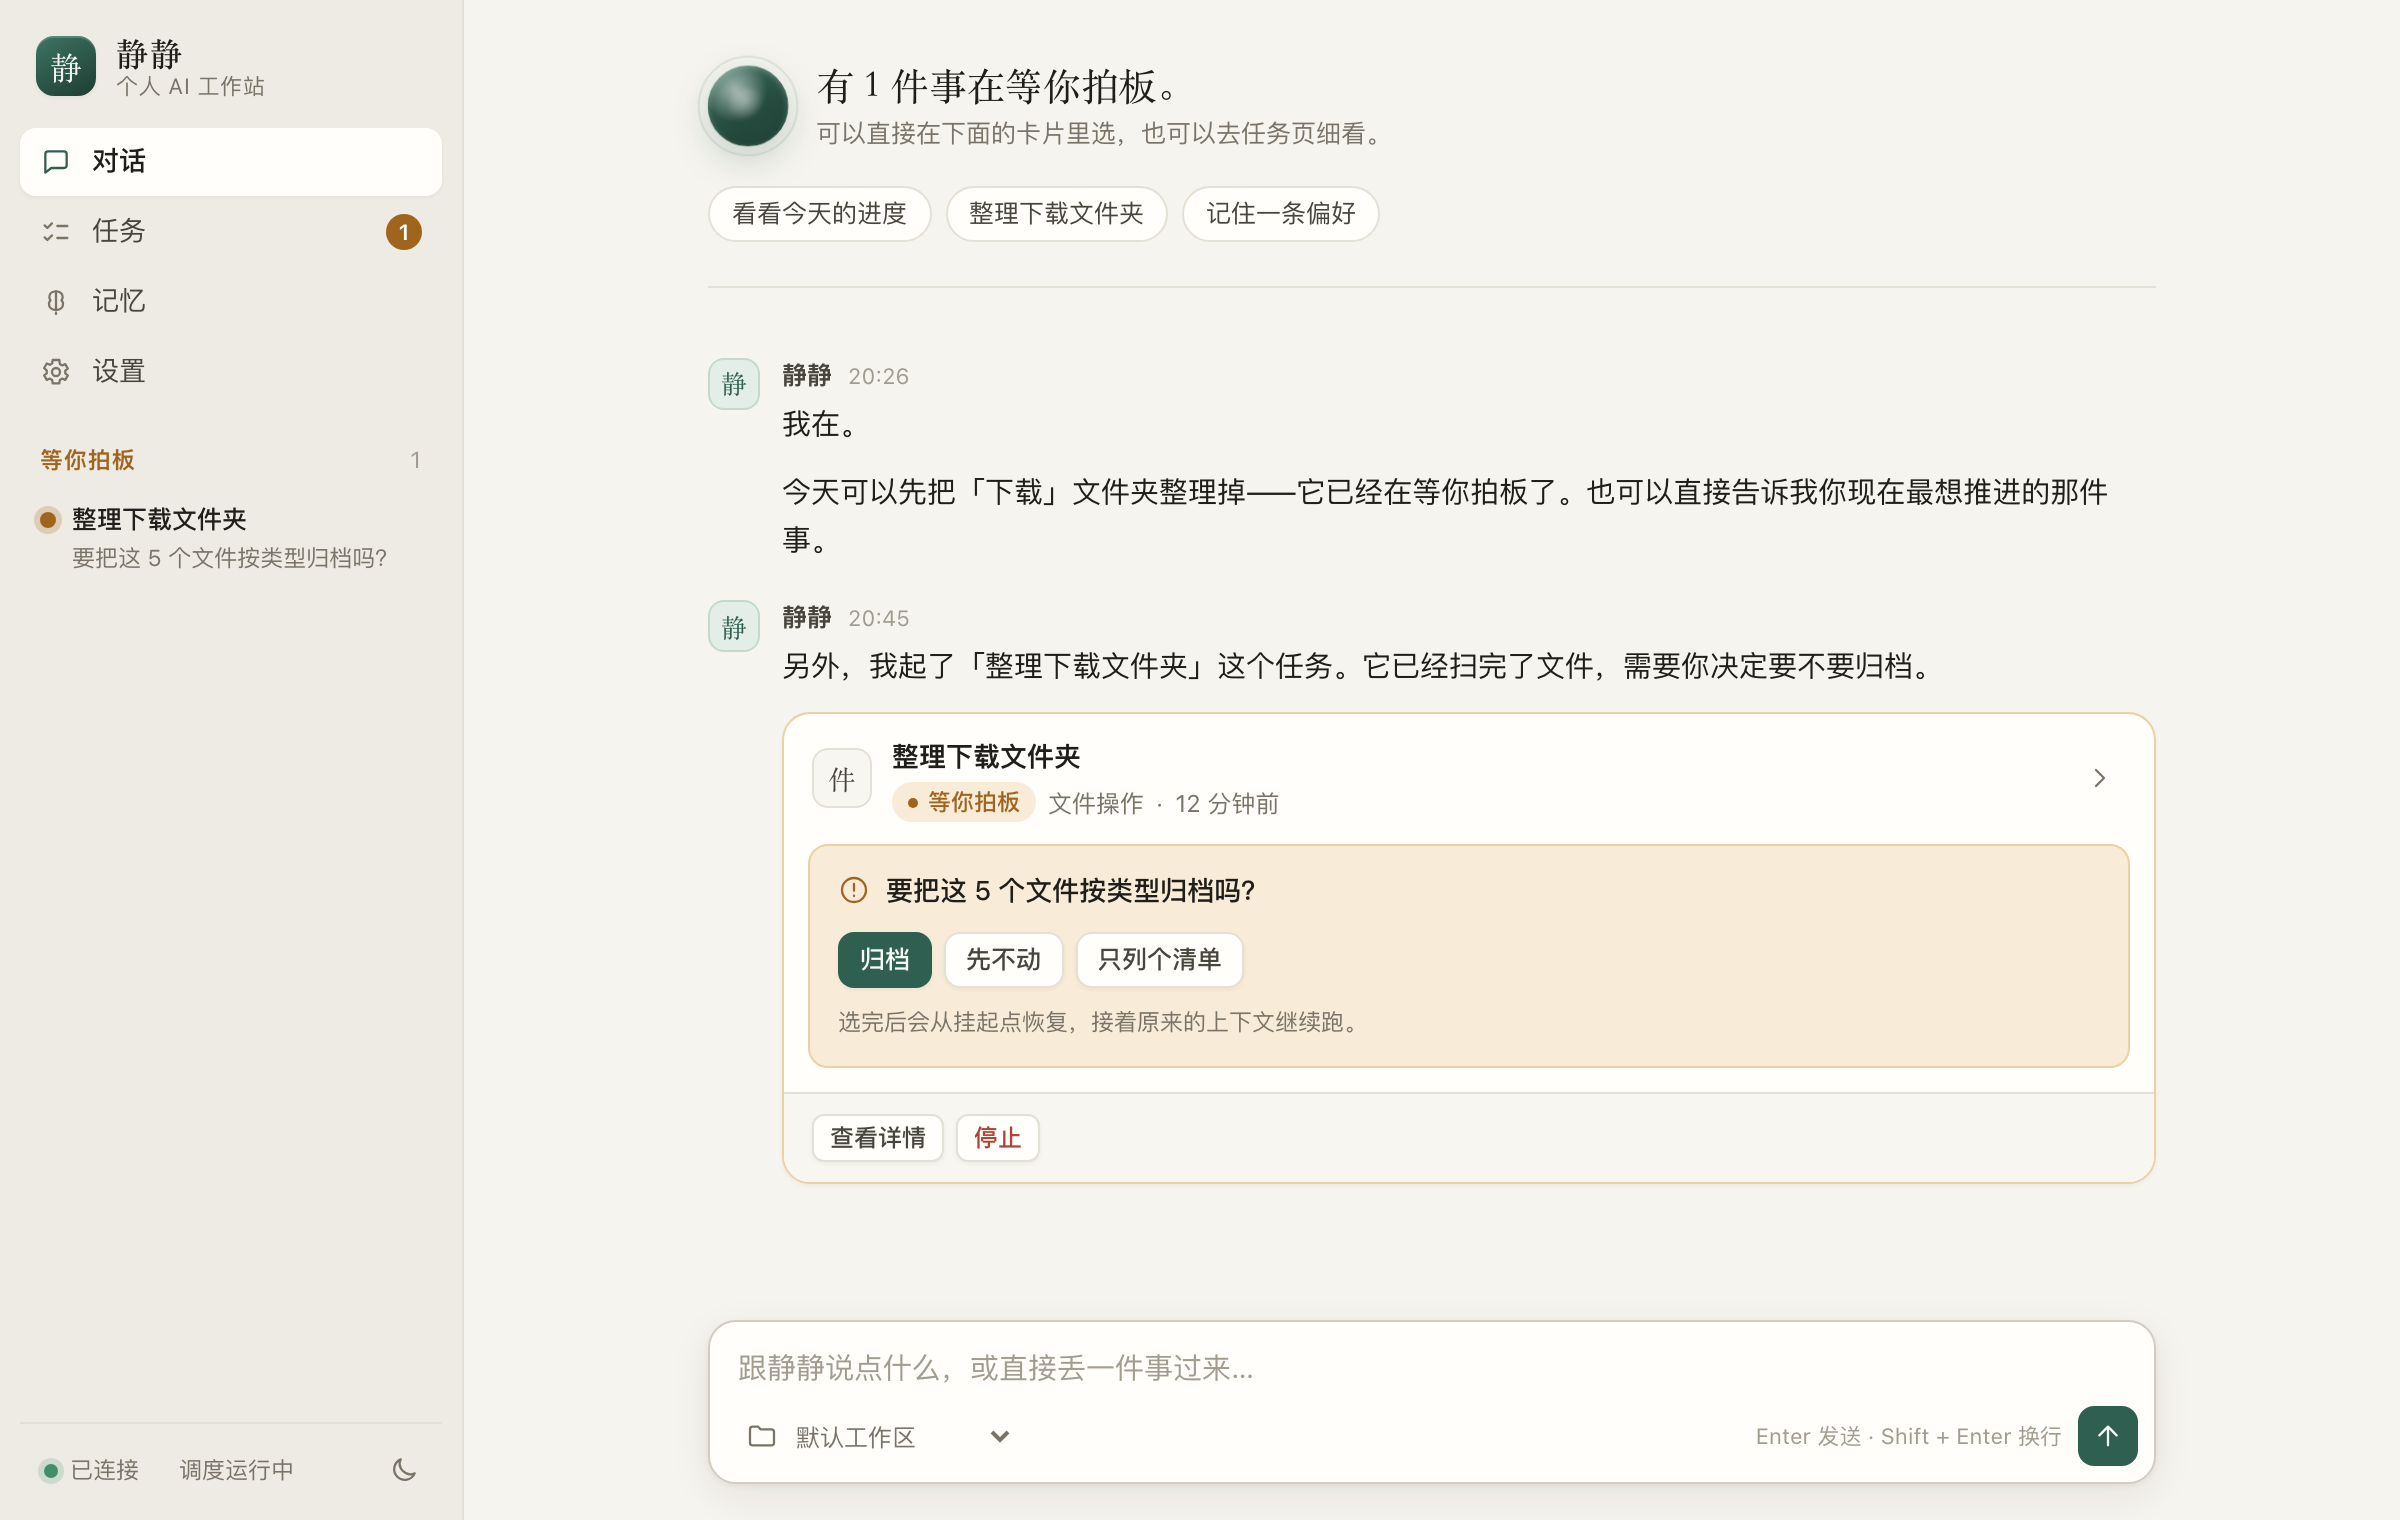 静
静静
个人 AI 工作站
对话
任务
1
记忆
设置
等你拍板
1
整理下载文件夹
要把这 5 个文件按类型归档吗?
已连接
调度运行中
有 1 件事在等你拍板。
可以直接在下面的卡片里选，也可以去任务页细看。
看看今天的进度
整理下载文件夹
记住一条偏好
静
静静 20:26
我在。
今天可以先把「下载」文件夹整理掉——它已经在等你拍板了。也可以直接告诉我你现在最想推进的那件
事。
静
静静 20:45
另外，我起了「整理下载文件夹」这个任务。它已经扫完了文件，需要你决定要不要归档。
件
整理下载文件夹
等你拍板 文件操作 · 12 分钟前
要把这 5 个文件按类型归档吗?
归档
先不动
只列个清单
选完后会从挂起点恢复，接着原来的上下文继续跑。
查看详情
停止
跟静静说点什么，或直接丢一件事过来...
默认工作区
Enter 发送 · Shift + Enter 换行